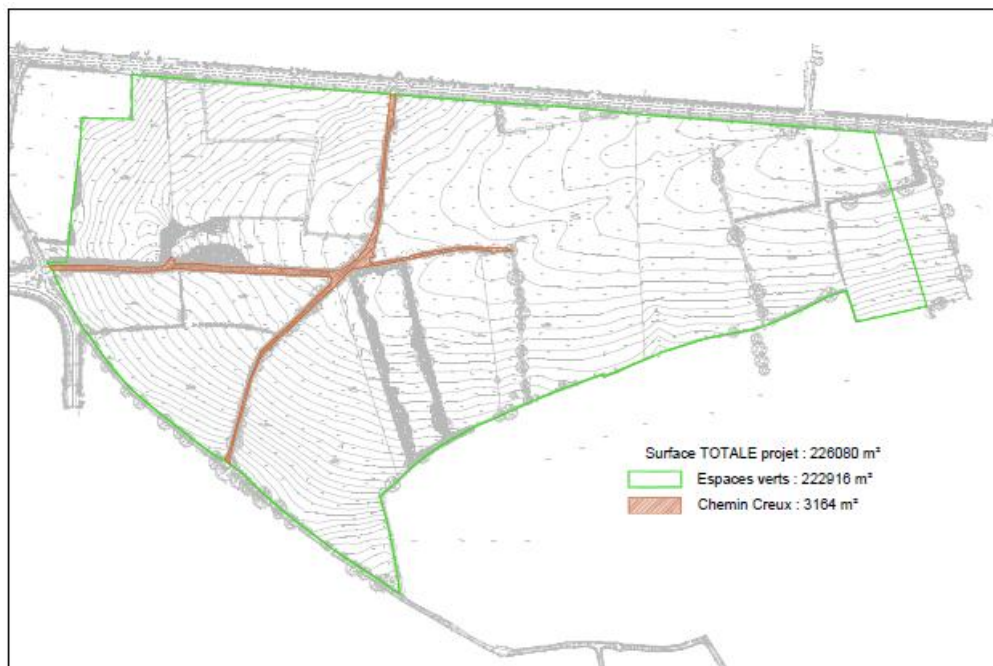 Surface TOTALE projet : 226080 m²
Espaces verts : 222916 m²
Chemin Creux : 3164 m²